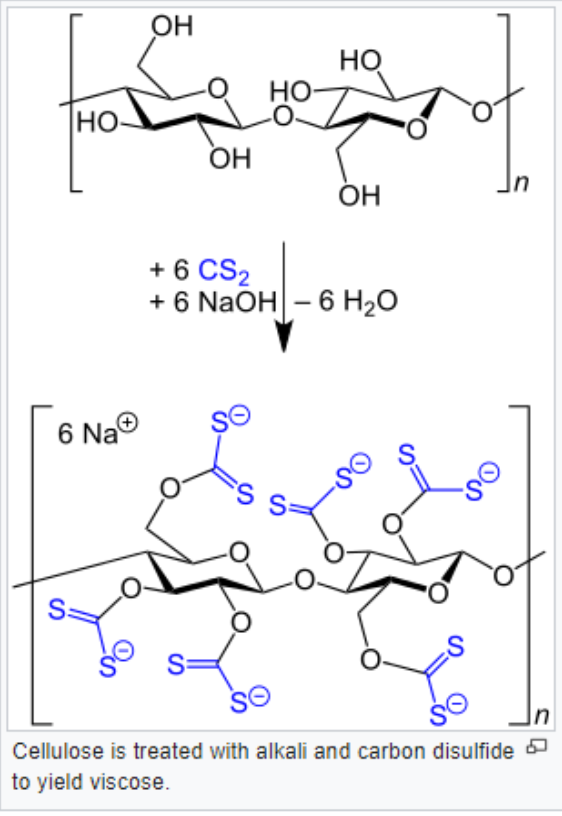 OH
HO
O
HO
O
O
HO
O
OH
OH
n
+ 6 CS₂
+ 6 NaOH – 6 H₂O
6 Na⊕
S⊖
S
S⊖
S⊖
O
S
S
O
O
O
O
O
O
S
O
O
S
S
S⊖
S
O
S⊖
S⊖
n
Cellulose is treated with alkali and carbon disulfide
to yield viscose.